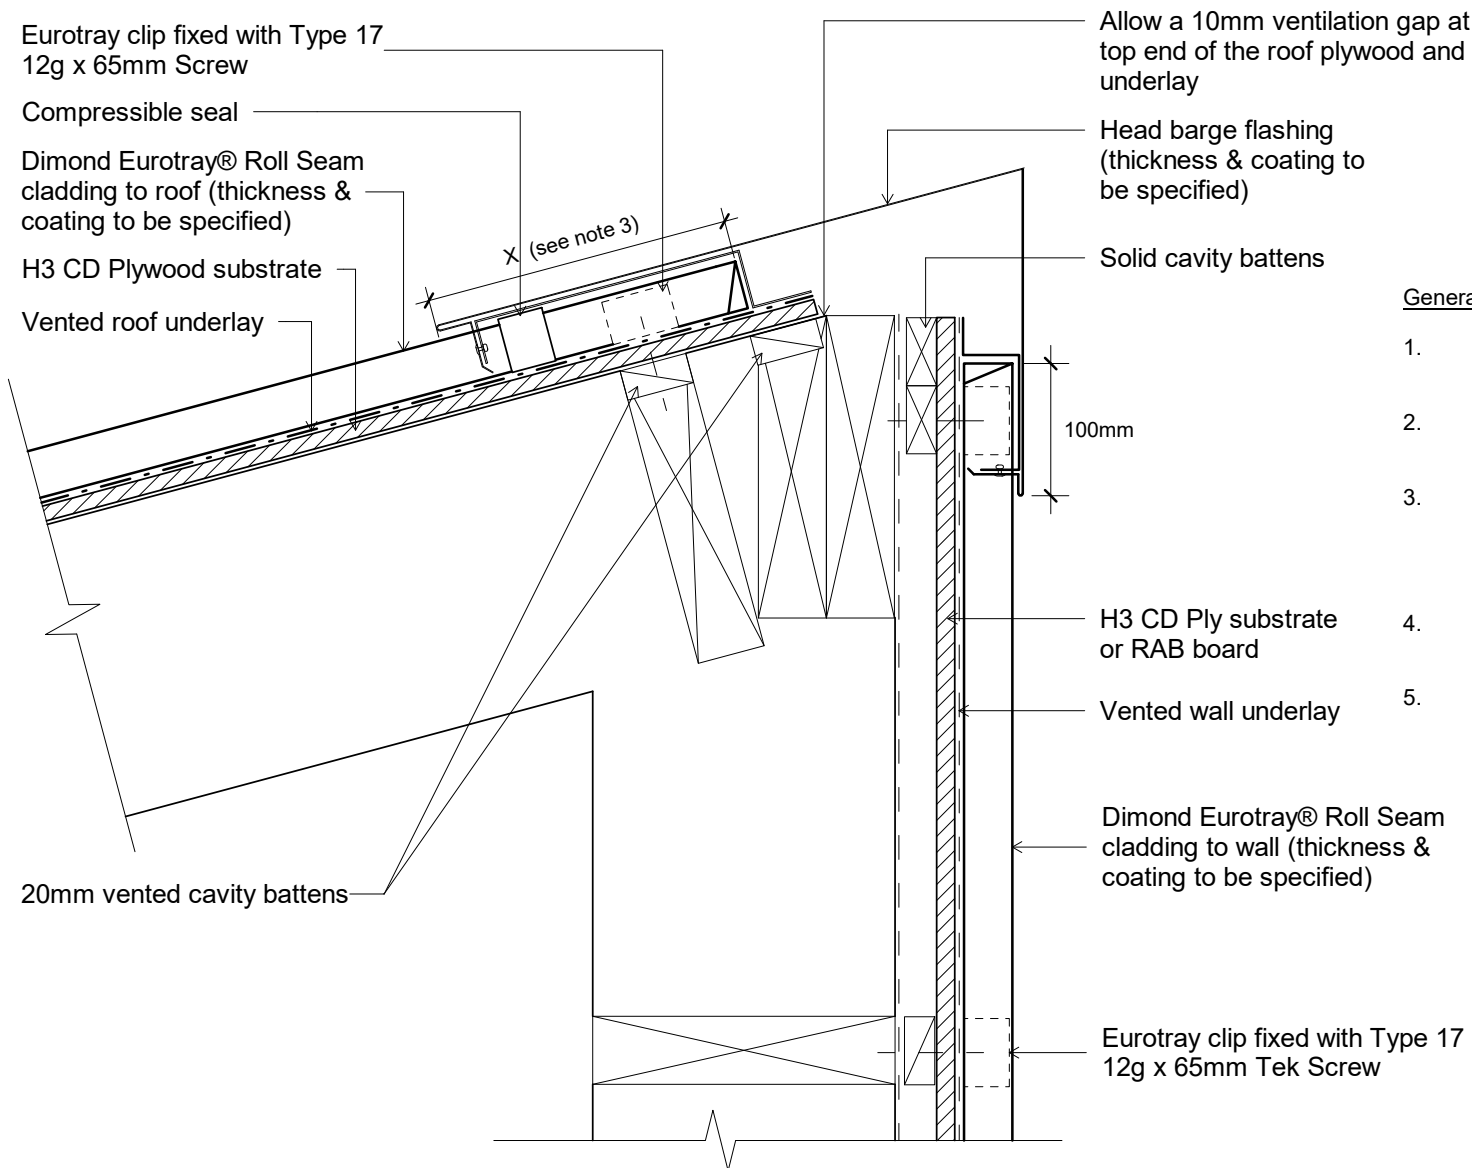 Eurotray clip fixed with Type 17
12g x 65mm Screw
Compressible seal
Dimond Eurotray® Roll Seam
cladding to roof (thickness &
coating to be specified)
H3 CD Plywood substrate
Vented roof underlay
20mm vented cavity battens
X (see note 3)
Allow a 10mm ventilation gap at
top end of the roof plywood and
underlay
Head barge flashing
(thickness & coating to
be specified)
Solid cavity battens
100mm
H3 CD Ply substrate
or RAB board
Vented wall underlay
Dimond Eurotray® Roll Seam
cladding to wall (thickness &
coating to be specified)
Eurotray clip fixed with Type 17
12g x 65mm Tek Screw
Genera
1.
2.
3.
4.
5.